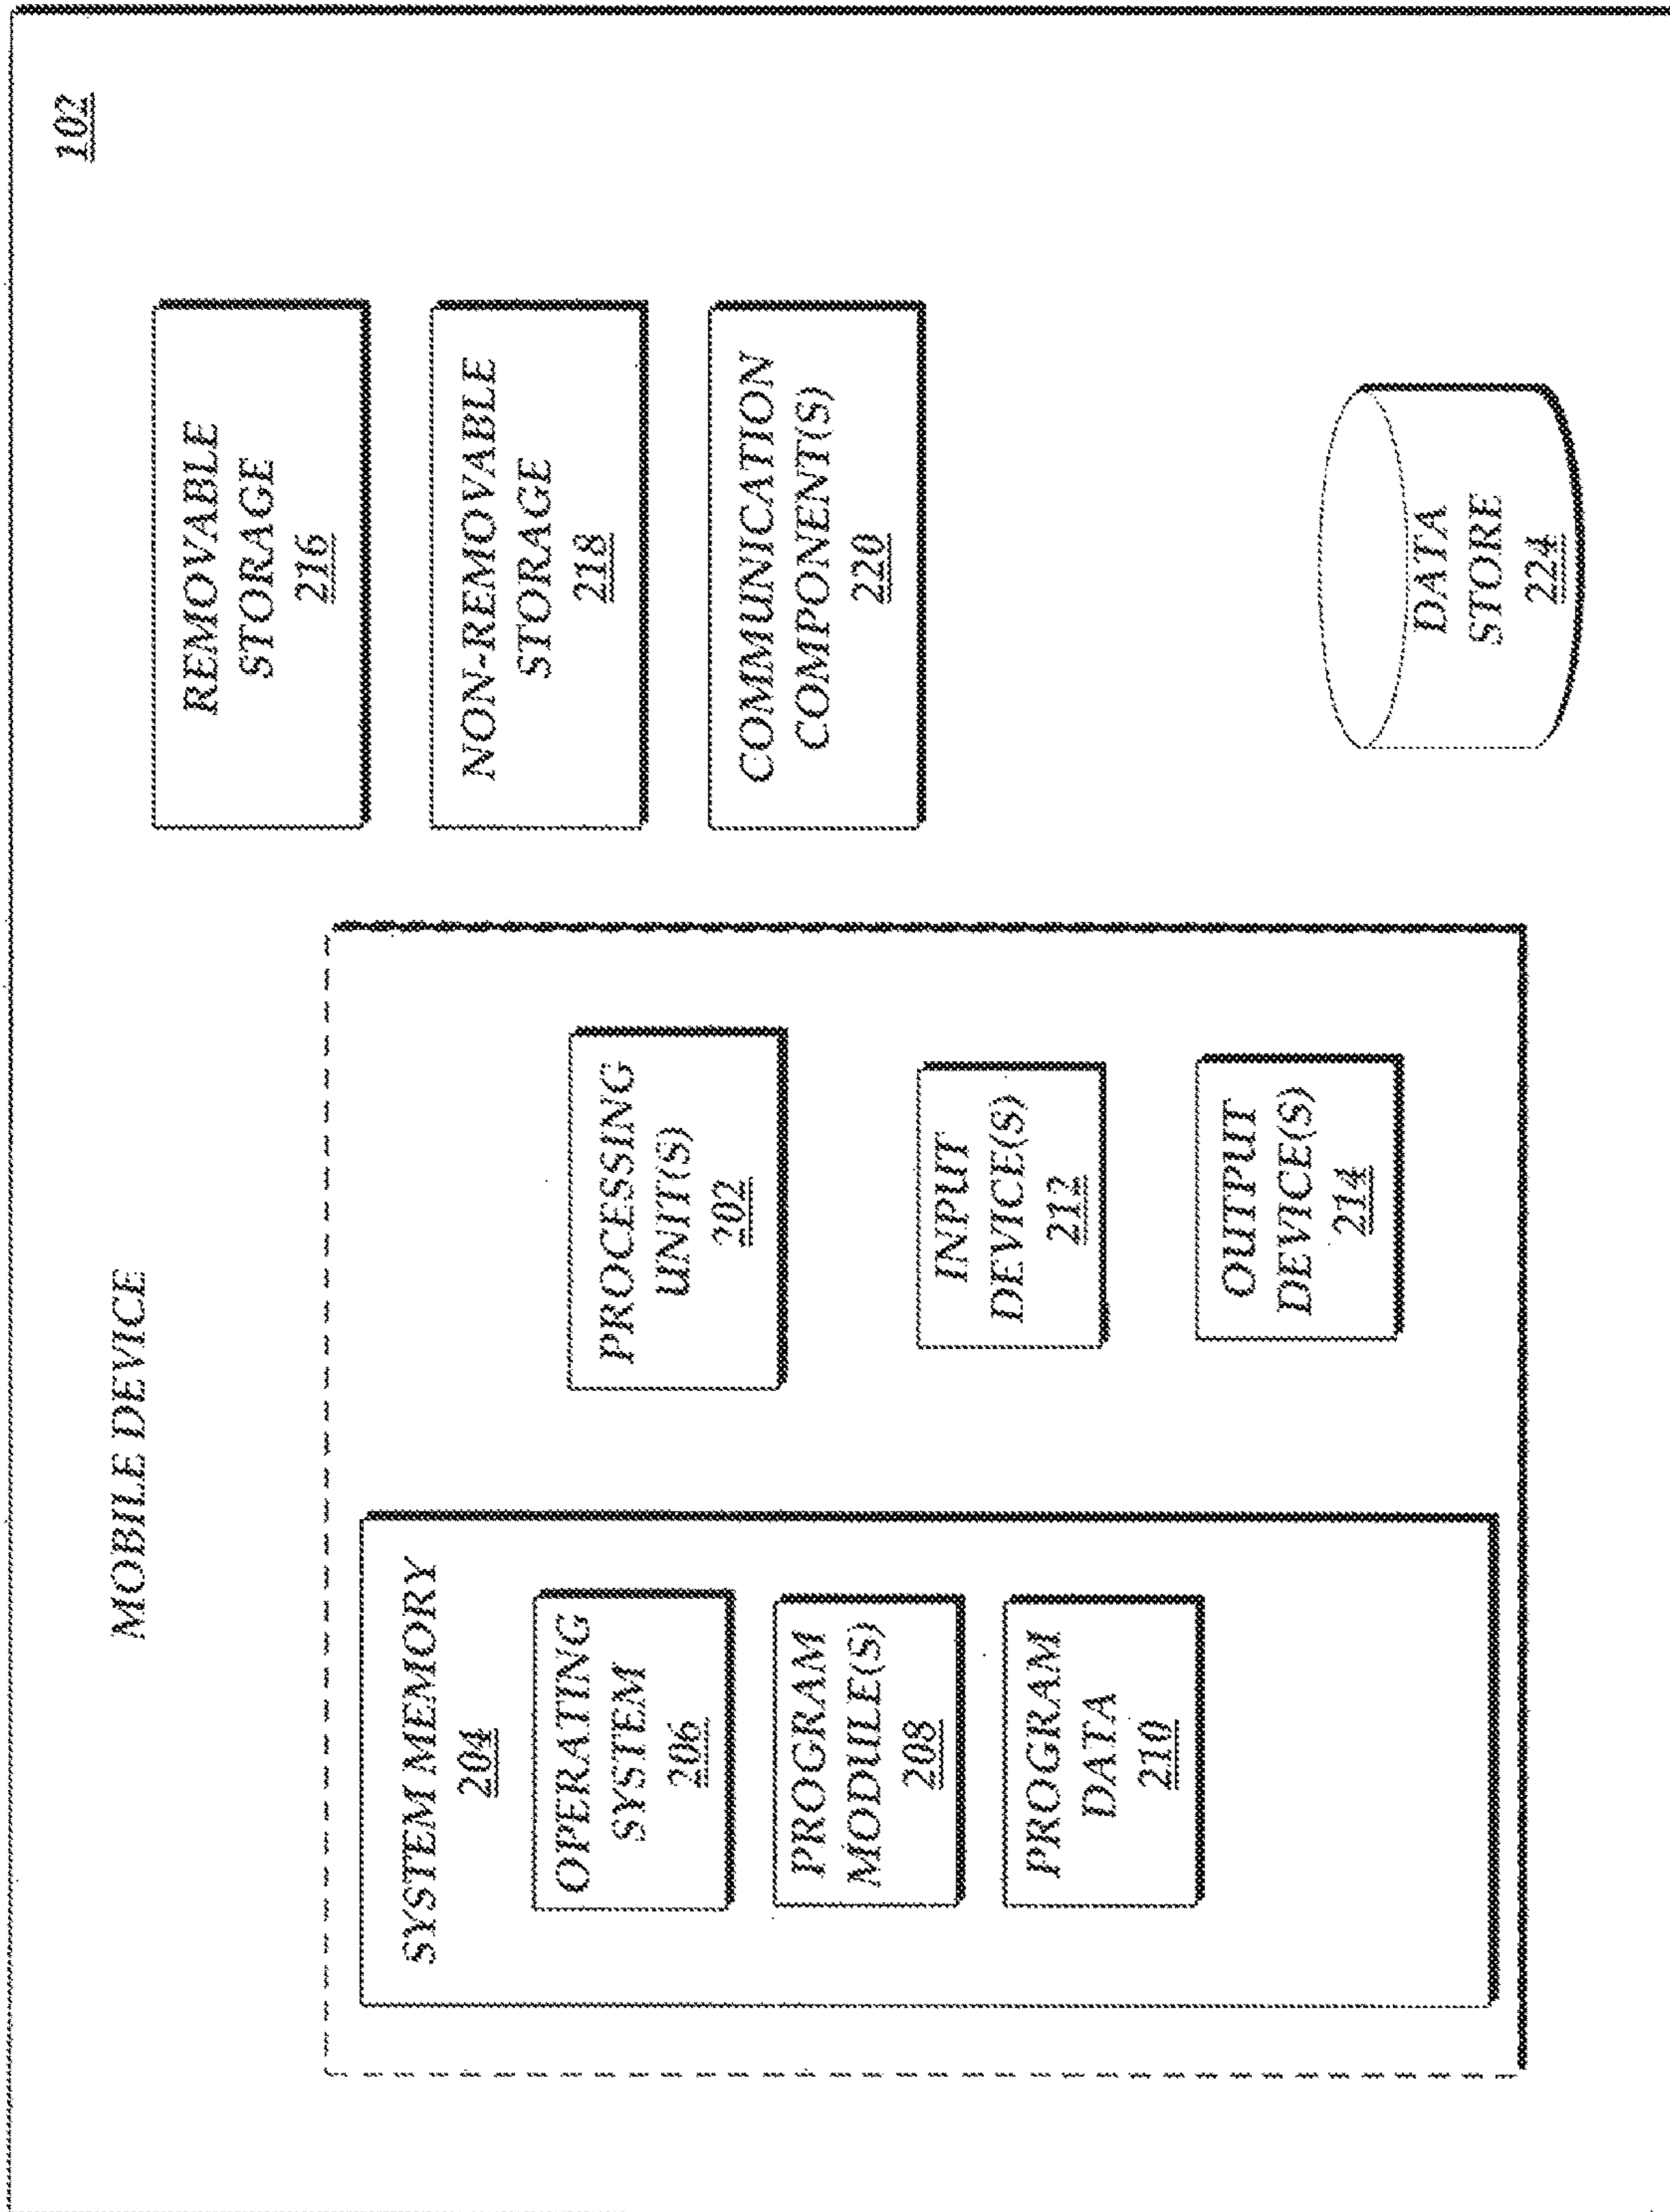 102
MOBILE DEVICE
SYSTEM MEMORY
204
OPERATING
SYSTEM
206
PROGRAM
MODULE(S)
208
PROGRAM
DATA
210
PROCESSING
UNIT(S)
202
INPUT
DEVICE(S)
212
OUTPUT
DEVICE(S)
214
REMOVABLE
STORAGE
216
NON-REMOVABLE
STORAGE
218
COMMUNICATION
COMPONENT(S)
220
DATA
STORE
224